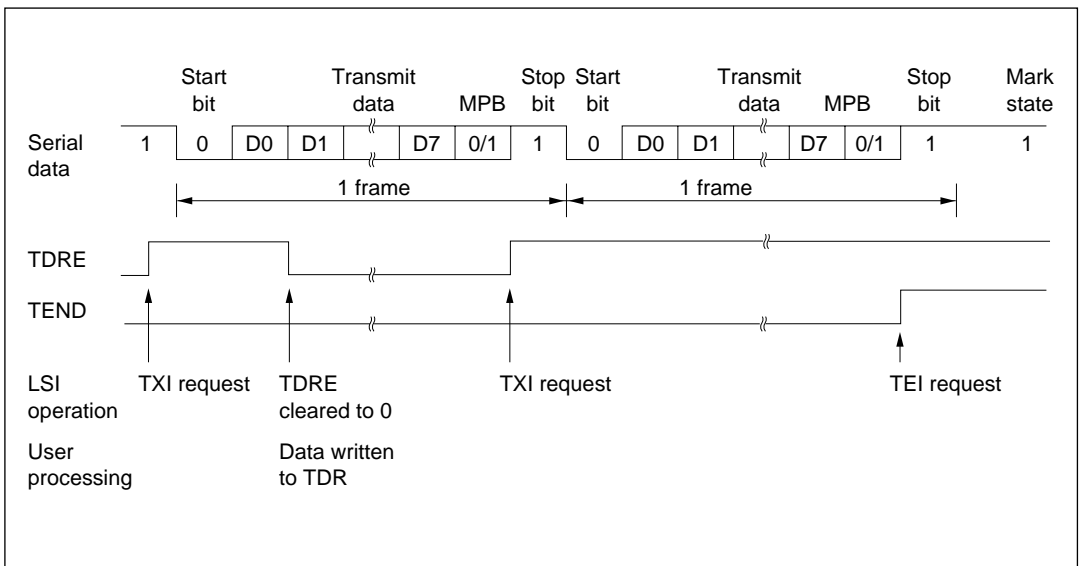 Start bit Transmit data MPB Stop bit Start bit Transmit data MPB Stop bit Mark state
Serial data 1 0 D0 D1 D7 0/1 1 0 D0 D1 D7 0/1 1 1
1 frame 1 frame
TDRE
TEND
LSI operation TXI request TDRE cleared to 0 TXI request TEI request
User processing Data written to TDR